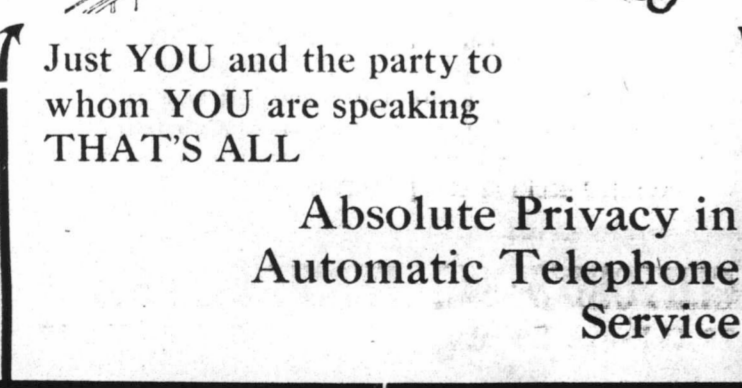 Just YOU and the party to
whom YOU are speaking
THAT'S ALL
Absolute Privacy in
Automatic Telephone
Service